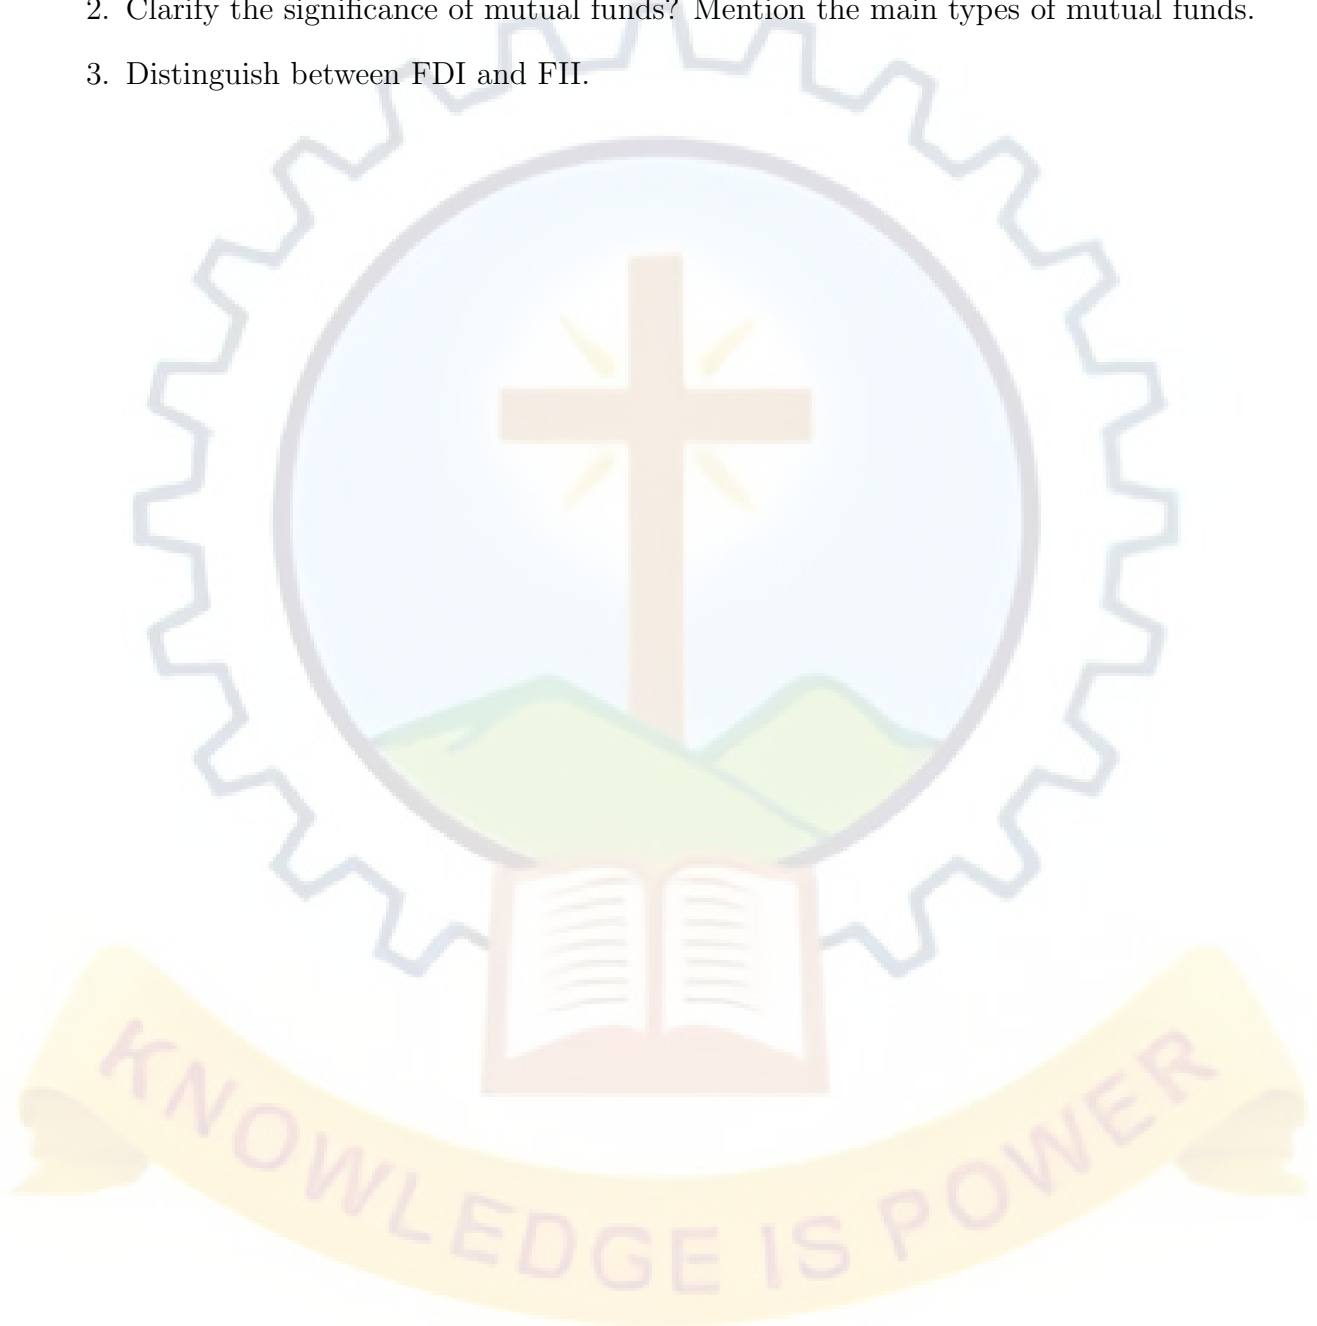 2. Clarify the significance of mutual funds? Mention the main types of mutual funds.
3. Distinguish between FDI and FII.
KNOWLEDGE IS POWER